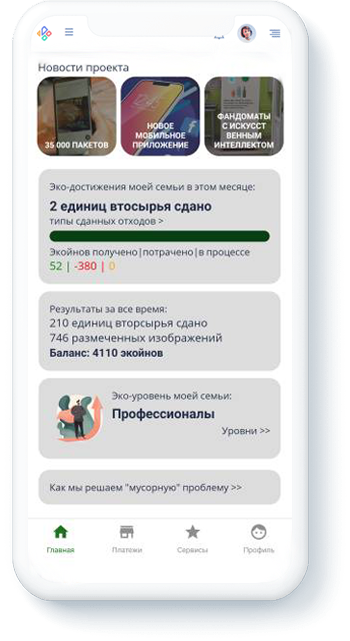 Новости проекта
35 000 ПАКЕТОВ
НОВОЕ
МОБИЛЬНОЕ
ПРИЛОЖЕНИЕ
ФАНДОМАТЫ
С ИСКУССТ
ВЕННЫМ
ИНТЕЛЛЕКТОМ
Эко-достижения моей семьи в этом месяце:
2 единиц втосырья сдано
типы сданных отходов >
Экойнов получено|потрачено|в процессе
52 | -380 | 0
Результаты за все время:
210 единиц вторсырья сдано
746 размеченных изображений
Баланс: 4110 экойнов
Эко-уровень моей семьи:
Профессионалы
Уровни >>
Как мы решаем "мусорную" проблему >>
Главная Платежи Сервисы Профиль